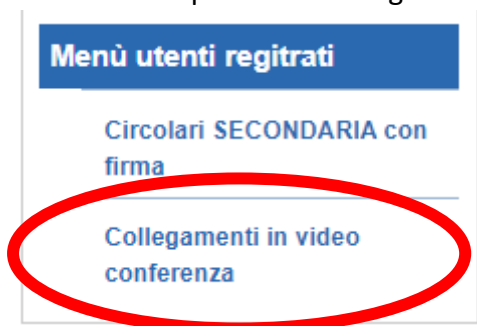 Menù utenti regitrati
Circolari SECONDARIA con
firma
Collegamenti in video
conferenza